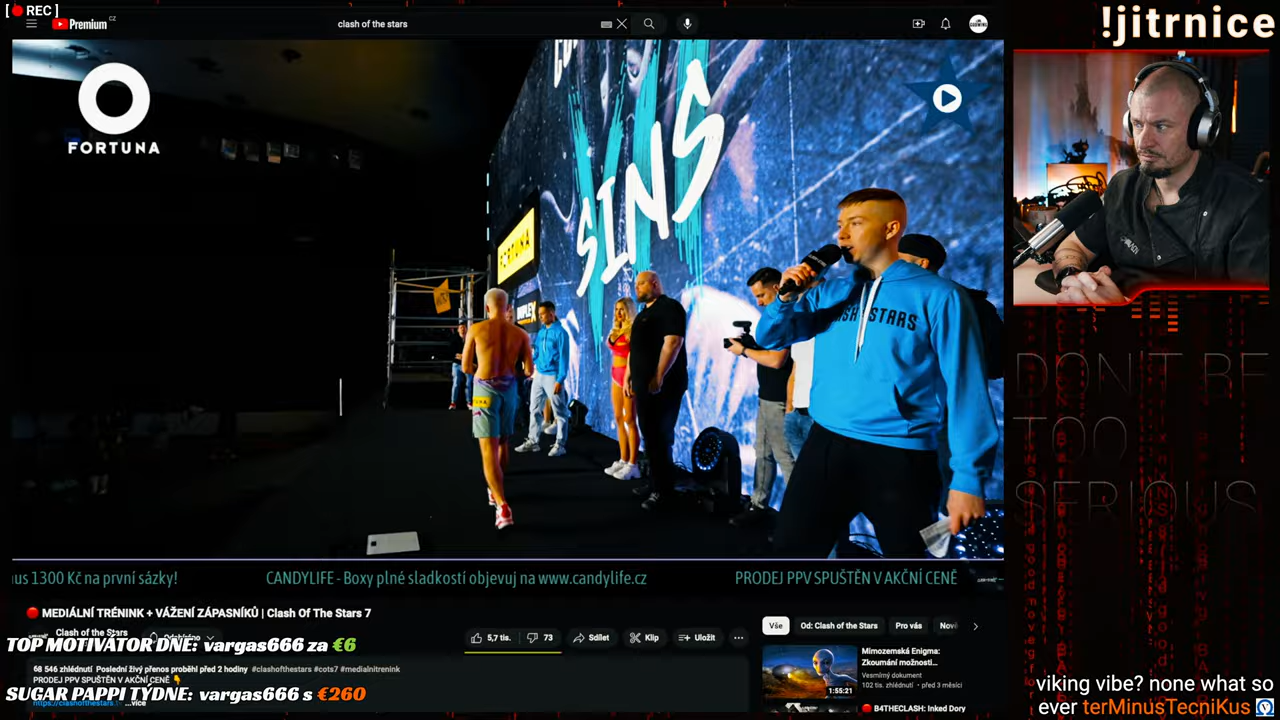 [ REC ]
Premium CZ
clash of the stars
!jitrnice
FORTUNA
SINS
FORTUNA
STARS
DON'T BE
TOO
SERIOUS
us 1300 Kč na první sázky!
CANDYLIFE - Boxy plné sladkostí objevuj na www.candylife.cz
PRODEJ PPV SPUŠTĚN V AKČNÍ CENĚ
MEDIÁLNÍ TRÉNINK + VÁŽENÍ ZÁPASNÍKŮ | Clash Of The Stars 7
Clash Of the Stars
5,7 tis.
73
Sdílet
Klip
Uložit
Vše
Od: Clash of the Stars
Pro vás
TOP MOTIVÁTOR DNE: vargas666 za €6
68 546 zhlédnutí Poslední živý přenos proběhl před 2 hodiny #clashofthestars #cots7 #medialnitrenink
PRODEJ PPV SPUŠTĚN V AKČNÍ CENĚ
SUGAR PAPPI TÝDNE: vargas666 s €260
...více
Mimozemská Enigma:
Zkoumání možnosti...
Vesmírný dokument
102 tis. zhlédnutí • před 3 měsíci
1:55:21
B4THECLASH: Inked Dory
viking vibe? none what so
ever terMinusTecniKus